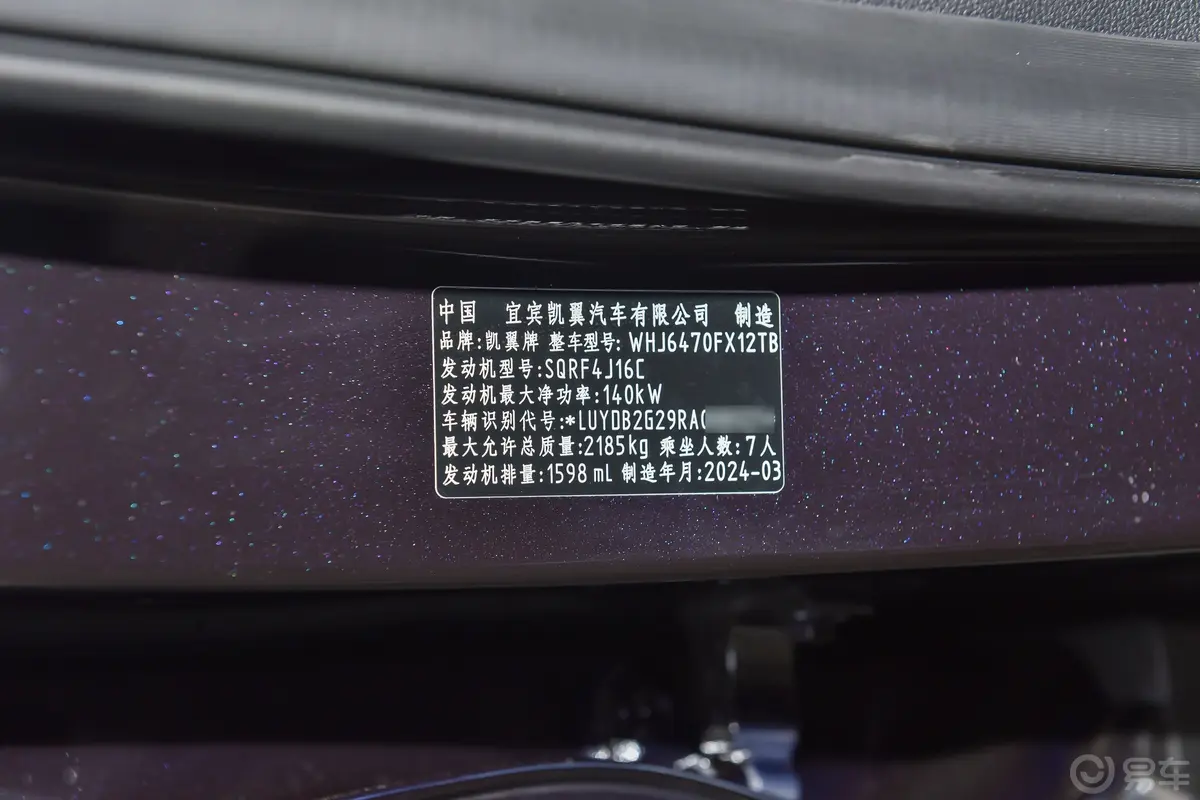 中国 宜宾凯翼汽车有限公司 制造
品牌:凯翼牌 整车型号: WHJ6470FX12TB
发动机型号:SQRF4J16C
发动机最大净功率:140kW
车辆识别代号:*LUYDB2G29RA
最大允许总质量:2185kg 乘坐人数:7人
发动机排量:1598 mL 制造年月:2024-03
易车